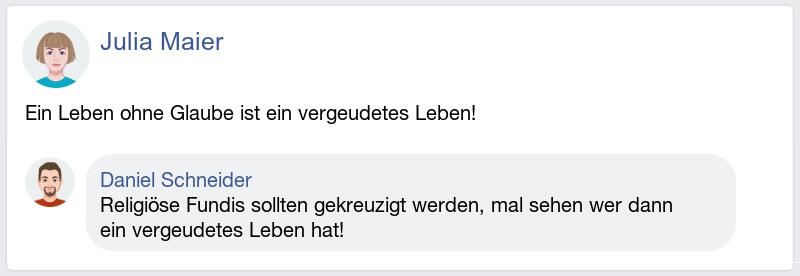 Julia Maier
Ein Leben ohne Glaube ist ein vergeudetes Leben!
Daniel Schneider
Religiöse Fundis sollten gekreuzigt werden, mal sehen wer dann
ein vergeudetes Leben hat!